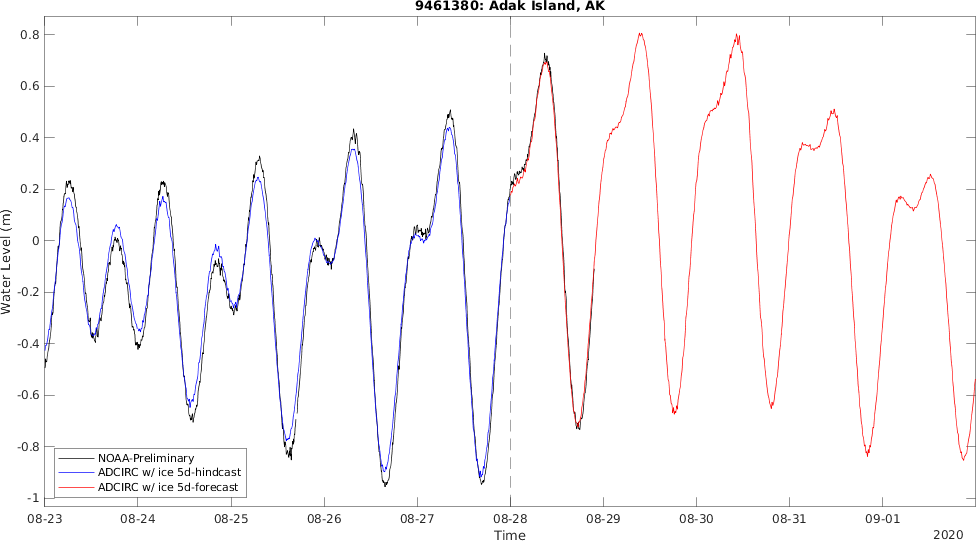 9461380: Adak Island, AK
Water Level (m)
0.8
0.6
0.4
0.2
0
-0.2
-0.4
-0.6
-0.8
-1
NOAA-Preliminary
ADCIRC w/ ice 5d-hindcast
ADCIRC w/ ice 5d-forecast
08-23 08-24 08-25 08-26 08-27 08-28 08-29 08-30 08-31 09-01
Time
2020